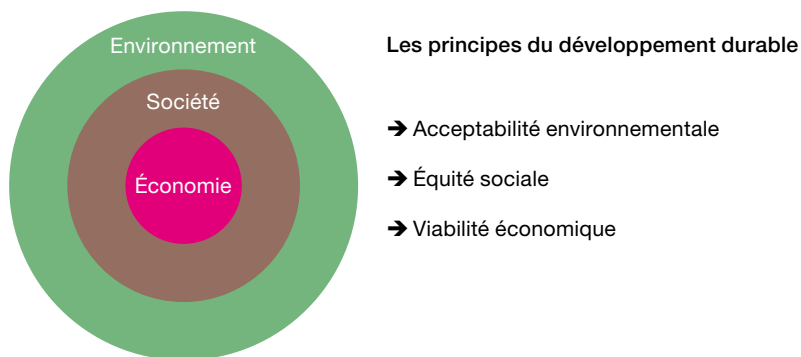 Environnement
Société
Économie
Les principes du développement durable
➔ Acceptabilité environnementale
➔ Équité sociale
➔ Viabilité économique